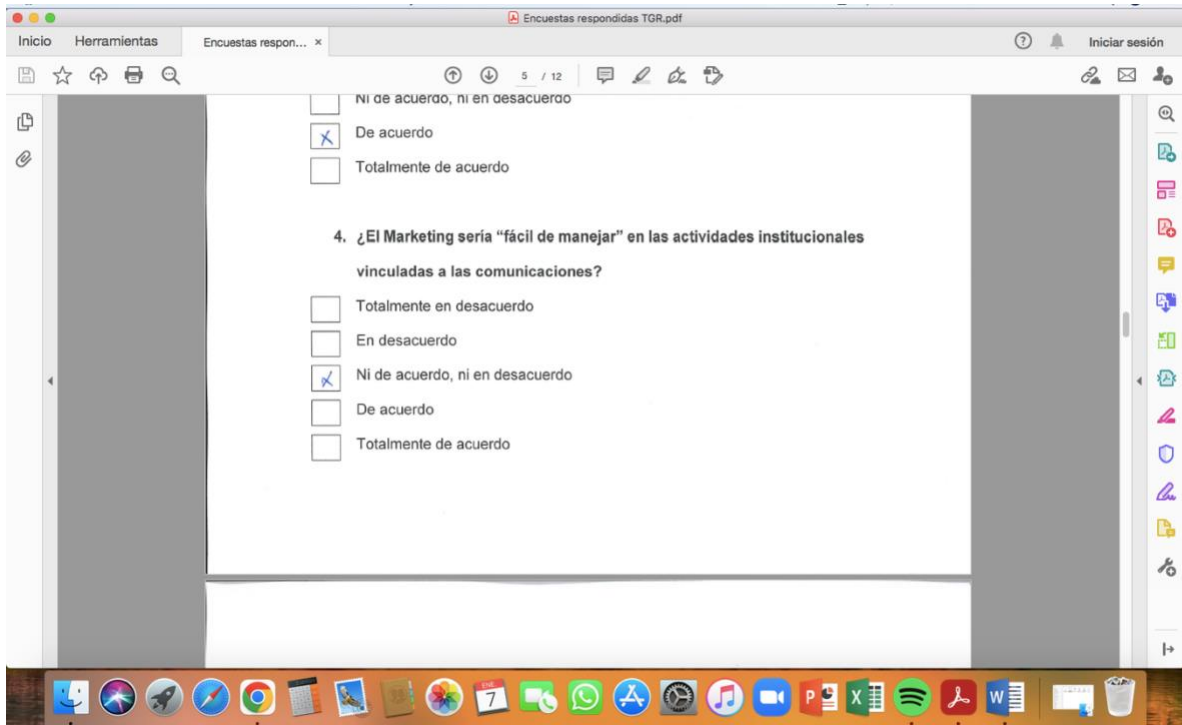 Encuestas respondidas TGR.pdf
Inicio Herramientas Encuestas respon... × Iniciar sesión
5 / 12
Ni de acuerdo, ni en desacuerdo
De acuerdo
Totalmente de acuerdo
4. ¿El Marketing sería “fácil de manejar” en las actividades institucionales
vinculadas a las comunicaciones?
Totalmente en desacuerdo
En desacuerdo
Ni de acuerdo, ni en desacuerdo
De acuerdo
Totalmente de acuerdo
ENE
7